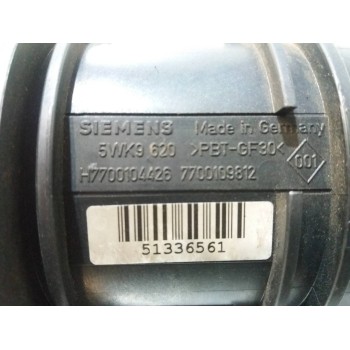 SIEMENS Made in Germany
5WK9 620 >PBT-GF30< 001
H7700104426 7700109812
51336561